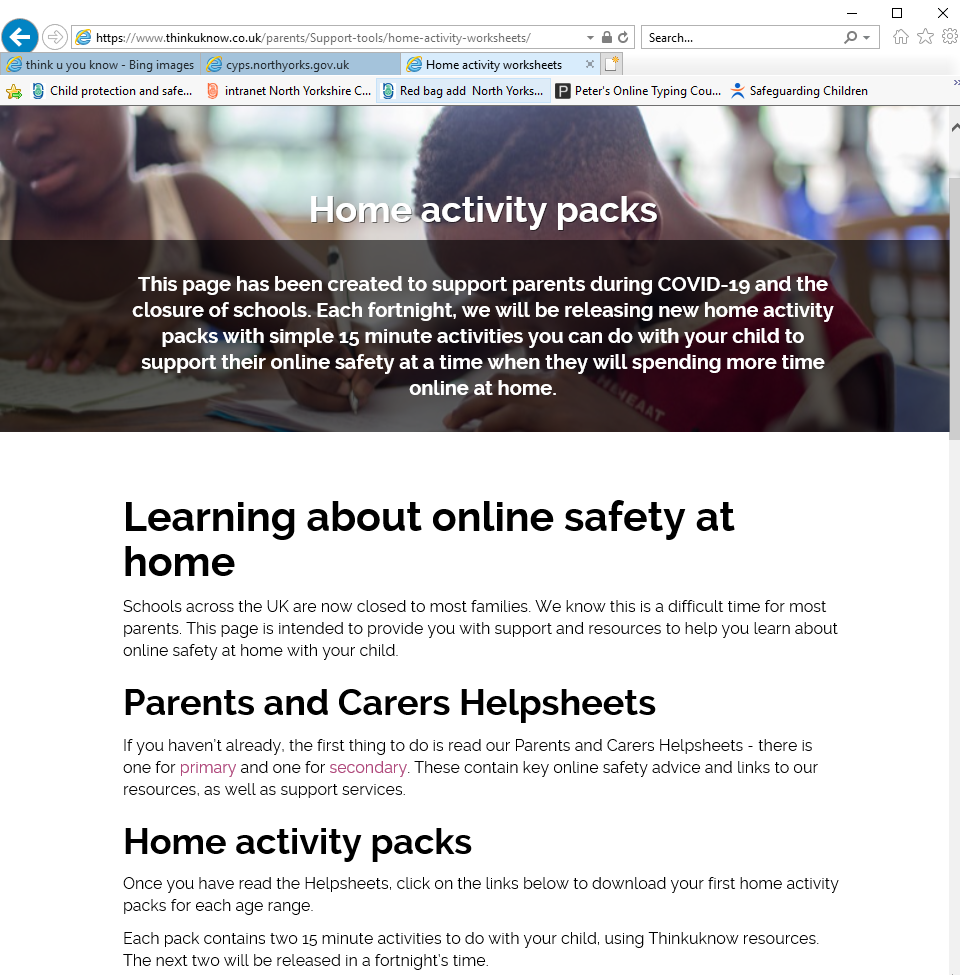 https://www.thinkuknow.co.uk/parents/Support-tools/home-activity-worksheets/
Search...
think u you know - Bing images
cyps.northyorks.gov.uk
Home activity worksheets
Child protection and safe...
intranet North Yorkshire C...
Red bag add North Yorks...
Peter's Online Typing Cou...
Safeguarding Children
Home activity packs
This page has been created to support parents during COVID-19 and the
closure of schools. Each fortnight, we will be releasing new home activity
packs with simple 15 minute activities you can do with your child to
support their online safety at a time when they will spending more time
online at home.
Learning about online safety at
home
Schools across the UK are now closed to most families. We know this is a difficult time for most
parents. This page is intended to provide you with support and resources to help you learn about
online safety at home with your child.
Parents and Carers Helpsheets
If you haven't already, the first thing to do is read our Parents and Carers Helpsheets - there is
one for primary and one for secondary. These contain key online safety advice and links to our
resources, as well as support services.
Home activity packs
Once you have read the Helpsheets, click on the links below to download your first home activity
packs for each age range.
Each pack contains two 15 minute activities to do with your child, using Thinkuknow resources.
The next two will be released in a fortnight's time.